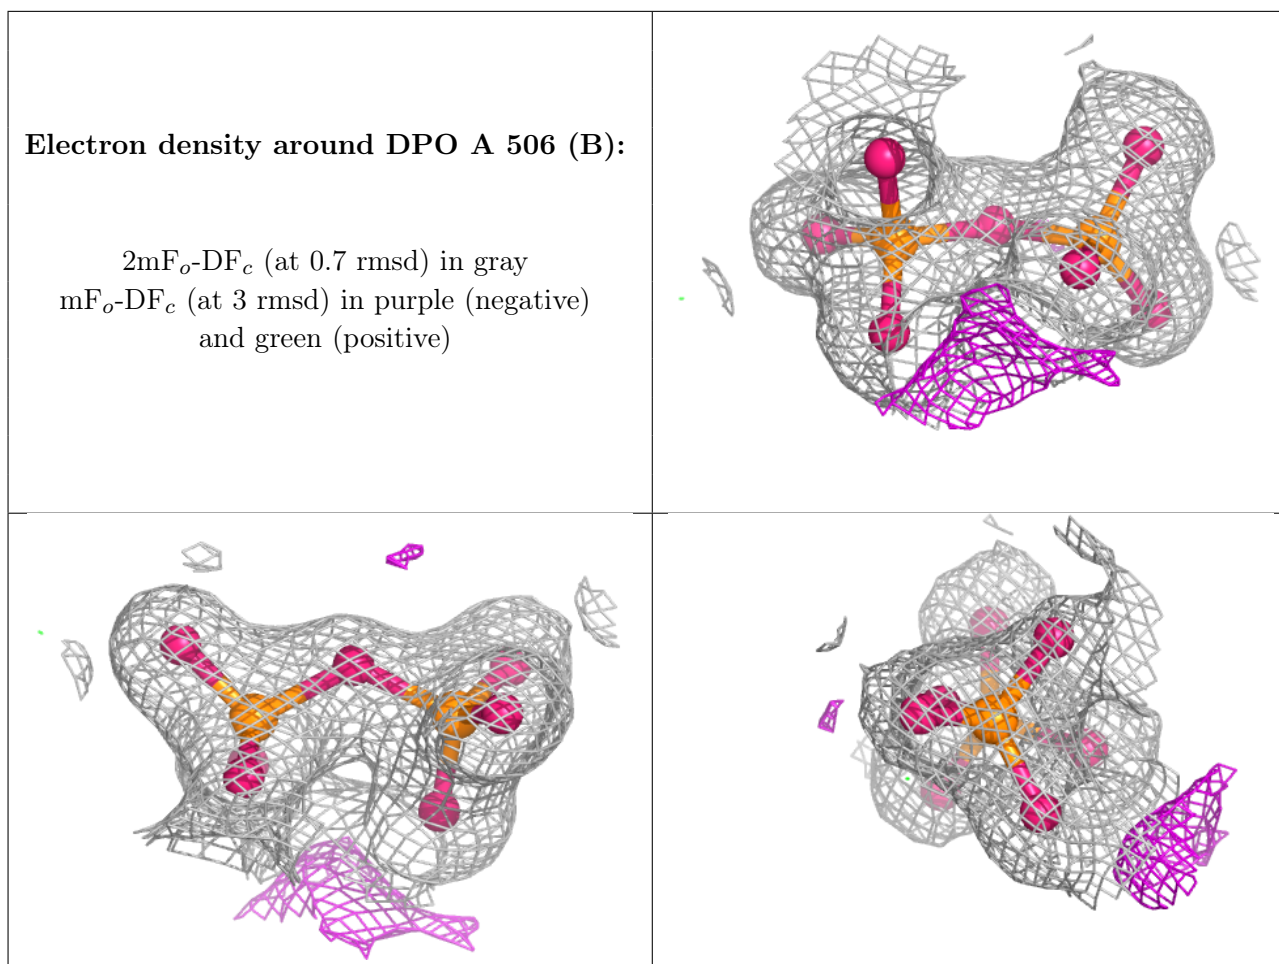 Electron density around DPO A 506 (B):
2mFo-DFc (at 0.7 rmsd) in gray
mFo-DFc (at 3 rmsd) in purple (negative)
and green (positive)